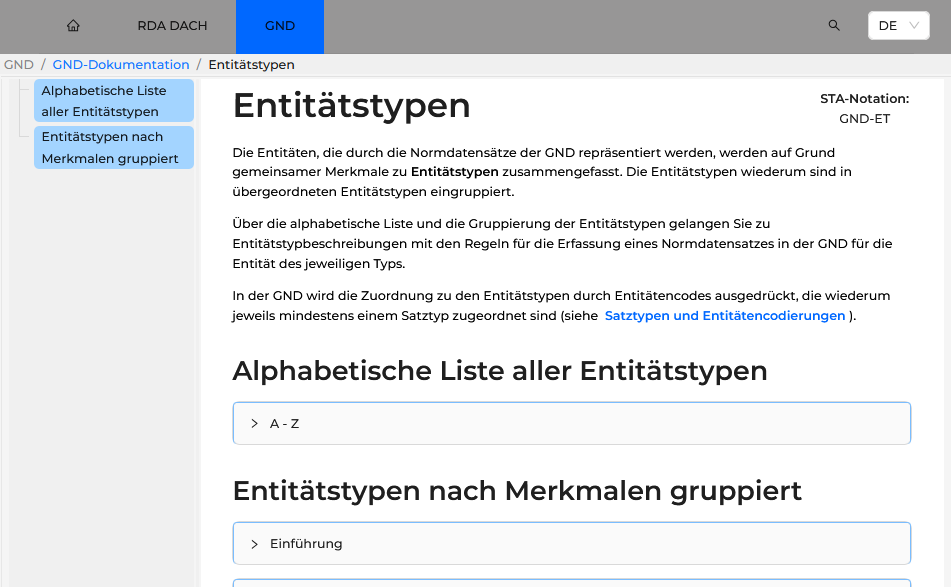 RDA DACH
GND
DE
GND / GND-Dokumentation / Entitätstypen
Alphabetische Liste
aller Entitätstypen
Entitätstypen nach
Merkmalen gruppiert
Entitätstypen
STA-Notation:
GND-ET
Die Entitäten, die durch die Normdatensätze der GND repräsentiert werden, werden auf Grund
gemeinsamer Merkmale zu Entitätstypen zusammengefasst. Die Entitätstypen wiederum sind in
übergeordneten Entitätstypen eingruppiert.
Über die alphabetische Liste und die Gruppierung der Entitätstypen gelangen Sie zu
Entitätstypbeschreibungen mit den Regeln für die Erfassung eines Normdatensatzes in der GND für die
Entität des jeweiligen Typs.
In der GND wird die Zuordnung zu den Entitätstypen durch Entitätencodes ausgedrückt, die wiederum
jeweils mindestens einem Satztyp zugeordnet sind (siehe Satztypen und Entitätencodierungen ).
Alphabetische Liste aller Entitätstypen
A - Z
Entitätstypen nach Merkmalen gruppiert
Einführung